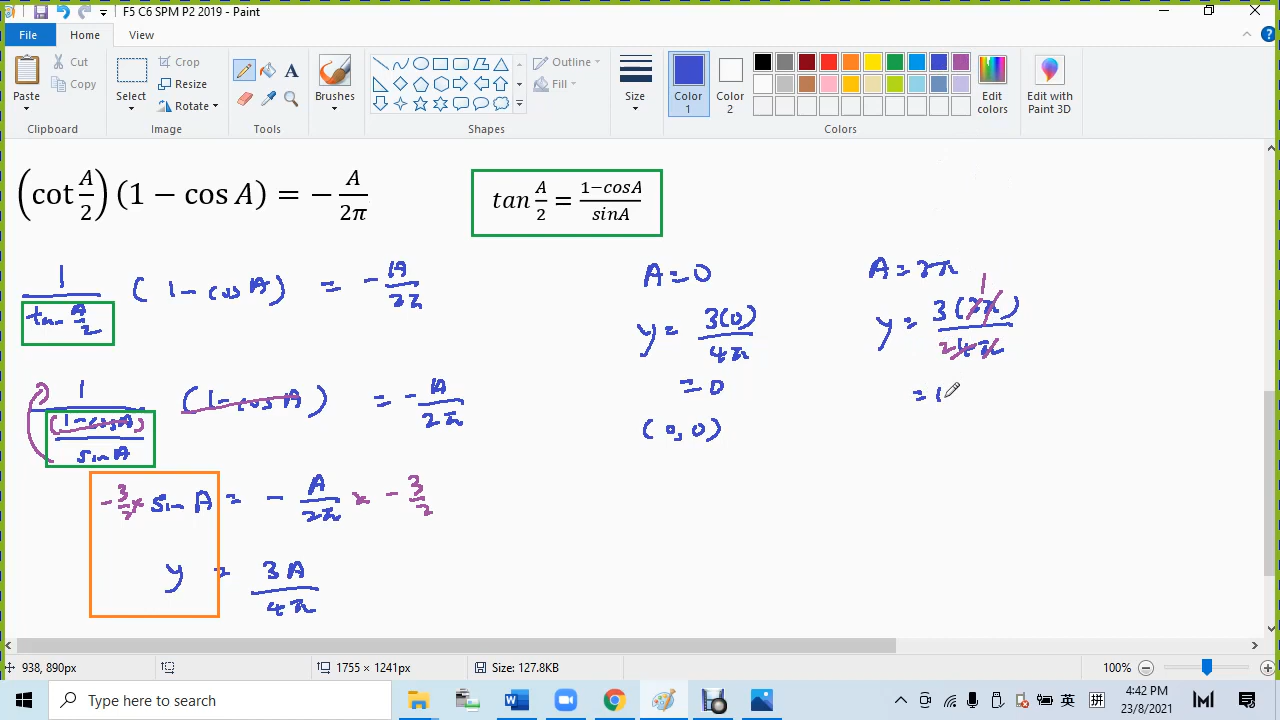 F5 C6 SPM P2 2019 - Paint
File Home View
Paste
Cut
Copy
Clipboard
Select
Crop
Resize
Rotate
Image
A
Tools
Brushes
Shapes
Outline
Fill
Size
Color 1
Color 2
Edit colors
Colors
Edit with Paint 3D
(cot A/2) (1 − cos A) = − A/2π
tan A/2 = 1−cosA/sinA
1/tan A/2 (1 - cos A) = - A/2π
1/((1-cosA)/sinA) (1-cosA) = - A/2π
-3/2 × sin A = - A/2π × -3/2
y = 3A/4π
A = 0
y = 3(0)/4π
= 0
(0, 0)
A = 2π
1
y = 3(2π)/2 4π
= 1
938, 890px
1755 × 1241px
Size: 127.8KB
100%
Type here to search
英
拼
4:42 PM
23/8/2021